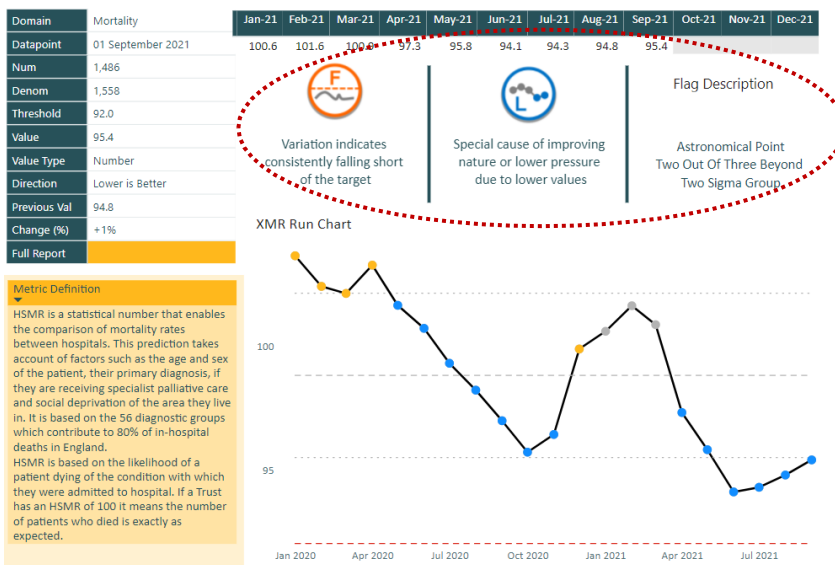 Domain Mortality
Datapoint 01 September 2021
Num 1,486
Denom 1,558
Threshold 92.0
Value 95.4
Value Type Number
Direction Lower is Better
Previous Val 94.8
Change (%) +1%
Full Report
Jan-21 Feb-21 Mar-21 Apr-21 May-21 Jun-21 Jul-21 Aug-21 Sep-21 Oct-21 Nov-21 Dec-21
100.6 101.6 100.9 97.3 95.8 94.1 94.3 94.8 95.4
F
Variation indicates
consistently falling short
of the target
L
Special cause of improving
nature or lower pressure
due to lower values
Flag Description
Astronomical Point
Two Out Of Three Beyond
Two Sigma Group
XMR Run Chart
100
95
Jan 2020 Apr 2020 Jul 2020 Oct 2020 Jan 2021 Apr 2021 Jul 2021
Metric Definition
HSMR is a statistical number that enables
the comparison of mortality rates
between hospitals. This prediction takes
account of factors such as the age and sex
of the patient, their primary diagnosis, if
they are receiving specialist palliative care
and social deprivation of the area they live
in. It is based on the 56 diagnostic groups
which contribute to 80% of in-hospital
deaths in England.
HSMR is based on the likelihood of a
patient dying of the condition with which
they were admitted to hospital. If a Trust
has an HSMR of 100 it means the number
of patients who died is exactly as
expected.